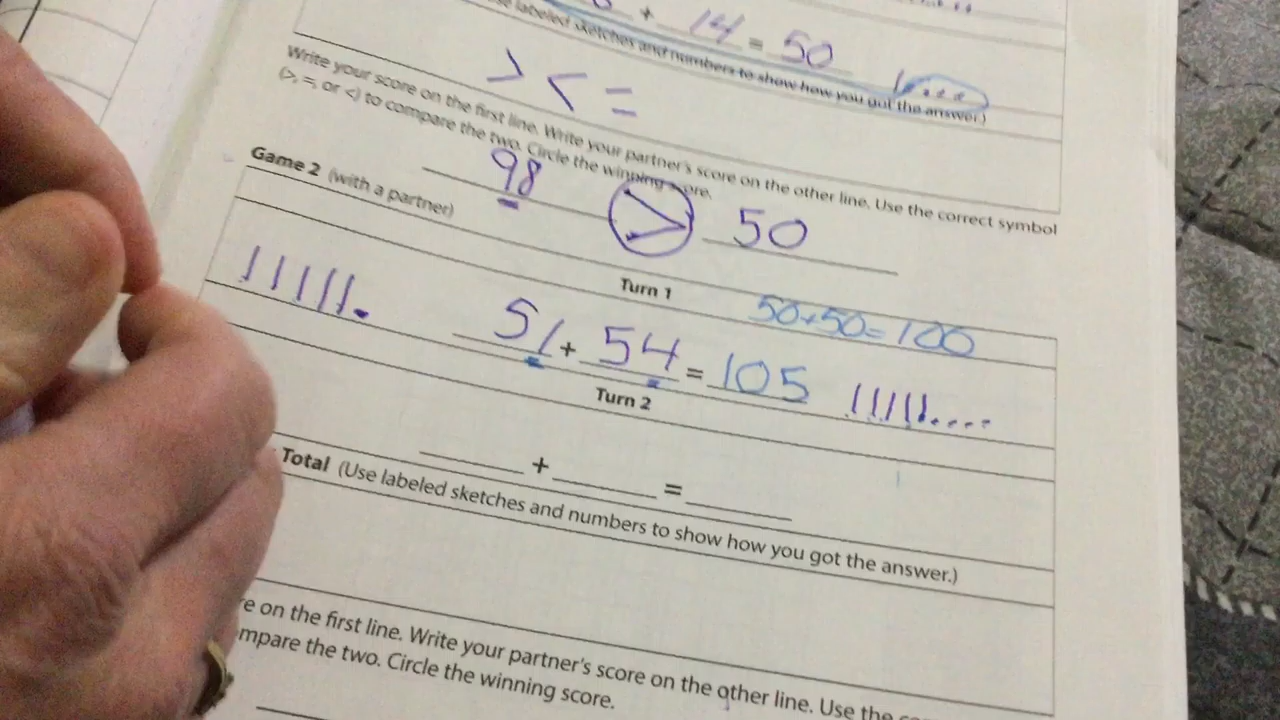 + 14 = 50
se labeled sketches and numbers to show how you got the answer.)
> < =
Write your score on the first line. Write your partner's score on the other line. Use the correct symbol
(>, =, or <) to compare the two. Circle the winning score.
98 > 50
Game 2 (with a partner)
Turn 1
50+50=100
51 + 54 = 105
Turn 2
+ =
Total (Use labeled sketches and numbers to show how you got the answer.)
re on the first line. Write your partner's score on the other line. Use the co
mpare the two. Circle the winning score.